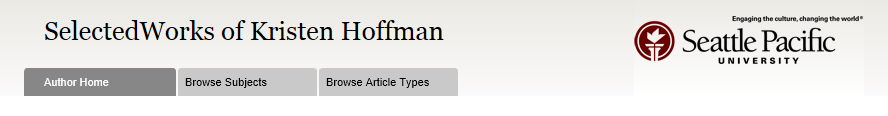 SelectedWorks of Kristen Hoffman
Engaging the culture, changing the world®
Seattle Pacific
UNIVERSITY
Author Home
Browse Subjects
Browse Article Types